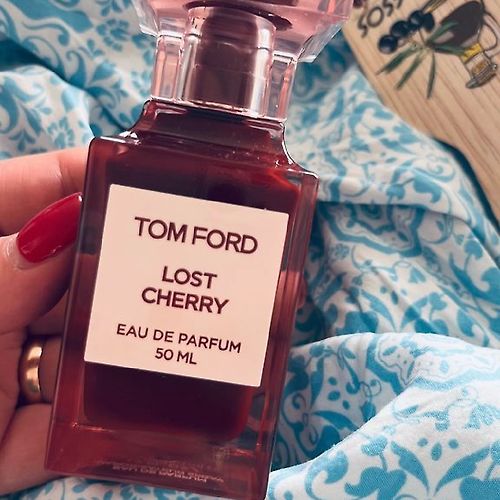 TOM FORD
LOST
CHERRY
EAU DE PARFUM
50 ML